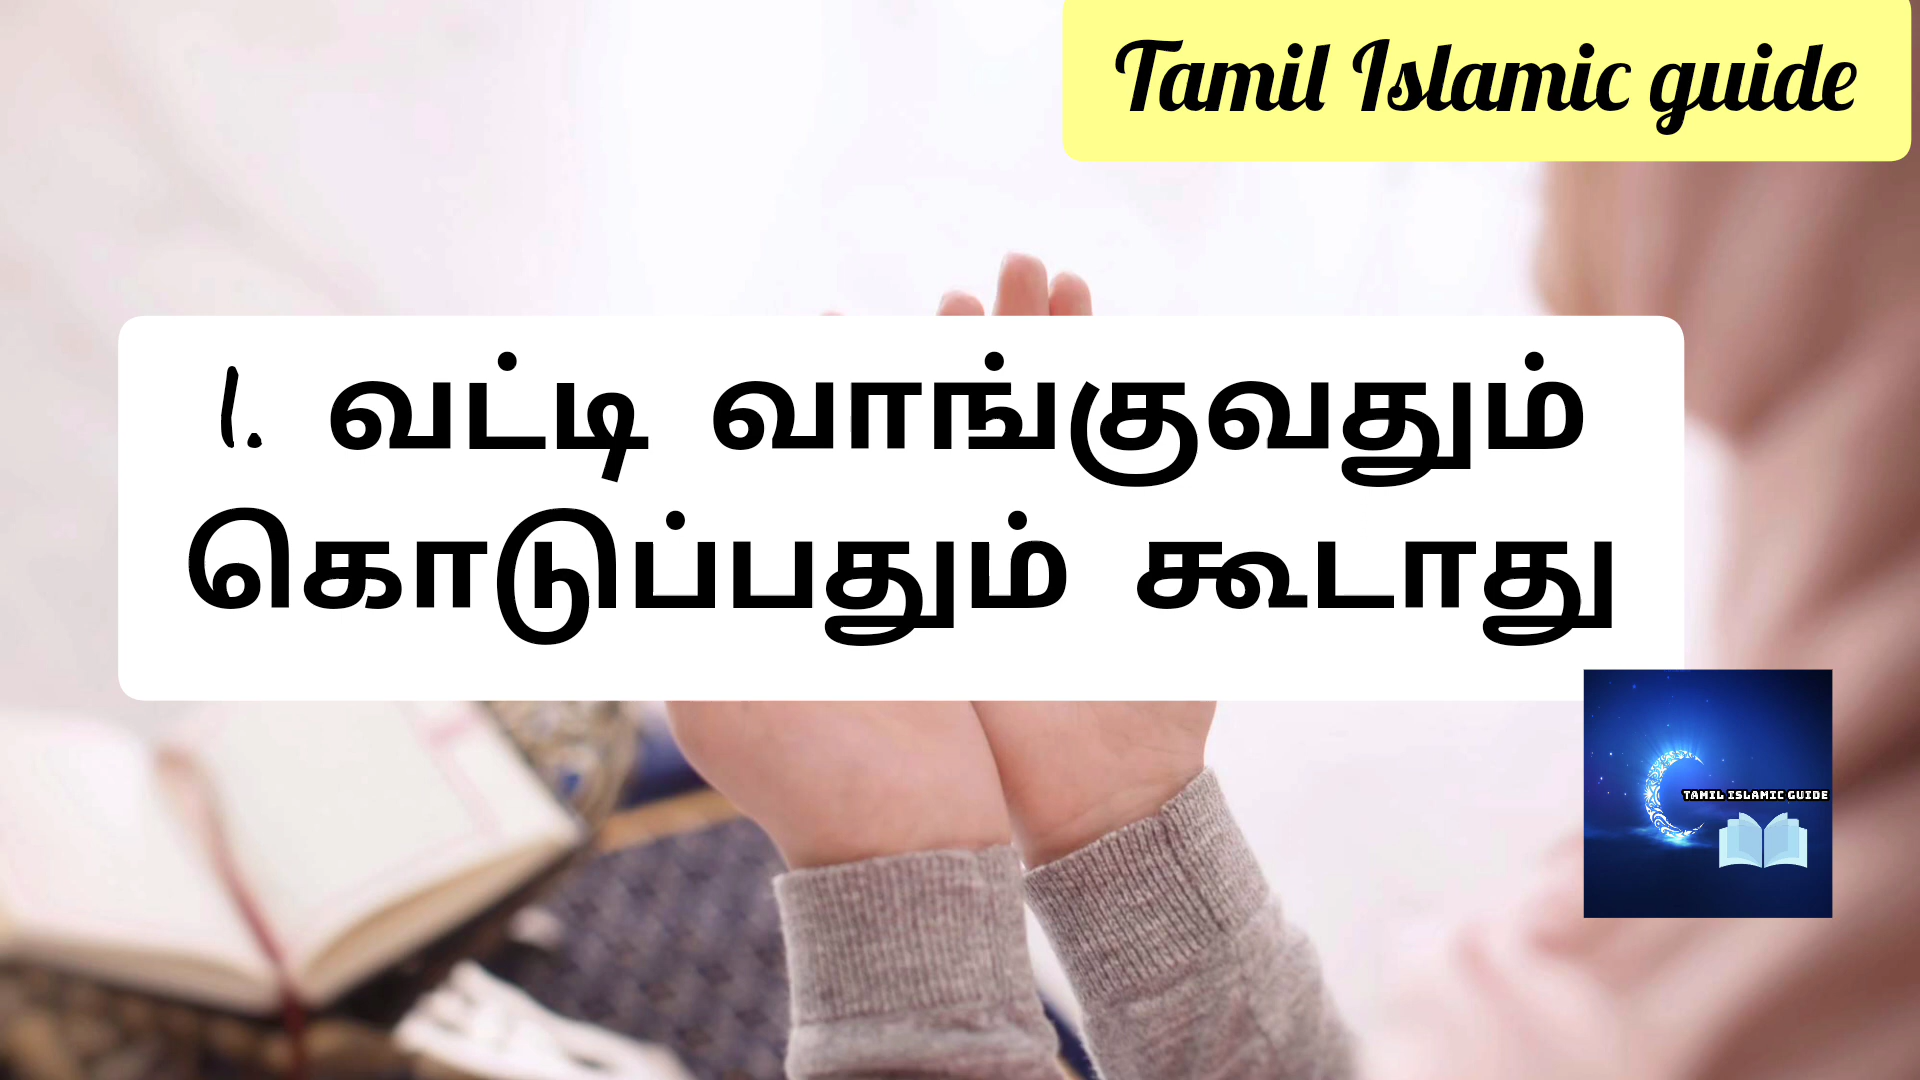 Tamil Islamic guide
1. வட்டி வாங்குவதும்
கொடுப்பதும் கூடாது
TAMIL ISLAMIC GUIDE